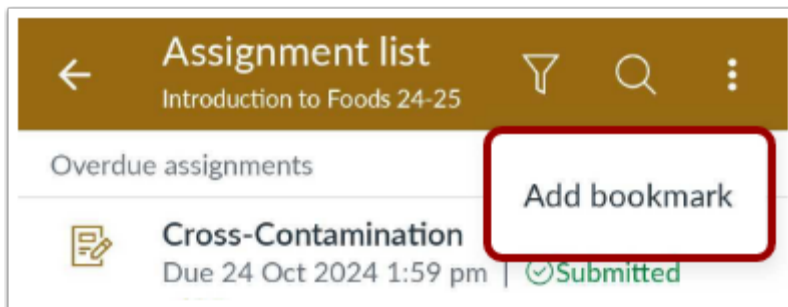 Assignment list
Introduction to Foods 24-25
Overdue assignments
Add bookmark
Cross-Contamination
Due 24 Oct 2024 1:59 pm | Submitted